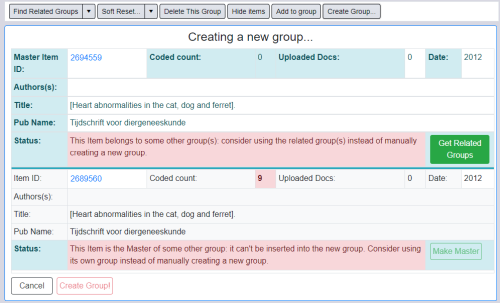 Find Related Groups Soft Reset... Delete This Group Hide items Add to group Create Group...
Creating a new group...
Master Item ID: 2694559 Coded count: 0 Uploaded Docs: 0 Date: 2012
Authors(s):
Title: [Heart abnormalities in the cat, dog and ferret].
Pub Name: Tijdschrift voor diergeneeskunde
Status: This Item belongs to some other group(s): consider using the related group(s) instead of manually
creating a new group.
Get Related
Groups
Item ID: 2689560 Coded count: 9 Uploaded Docs: 0 Date: 2012
Authors(s):
Title: [Heart abnormalities in the cat, dog and ferret].
Pub Name: Tijdschrift voor diergeneeskunde
Status: This Item is the Master of some other group: it can't be inserted into the new group. Consider using
its own group instead of manually creating a new group.
Make Master
Cancel Create Group!